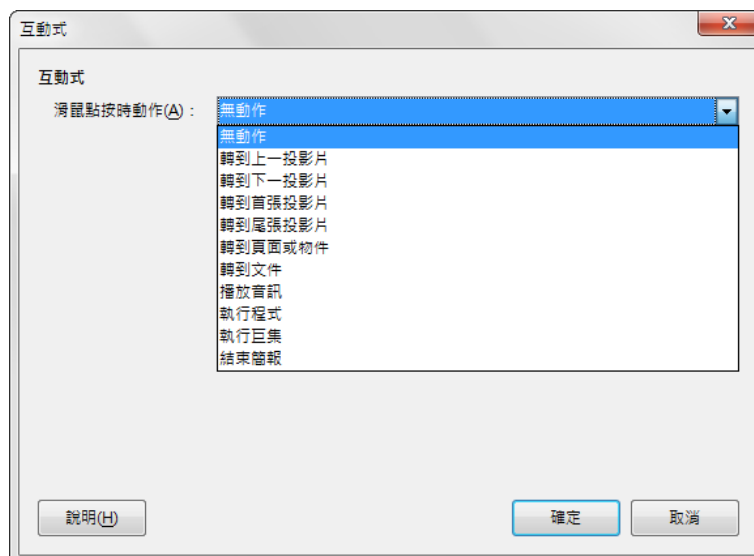 互動式
互動式
滑鼠點按時動作(A)：
無動作
無動作
轉到上一投影片
轉到下一投影片
轉到首張投影片
轉到尾張投影片
轉到頁面或物件
轉到文件
播放音訊
執行程式
執行巨集
結束簡報
說明(H)
確定
取消